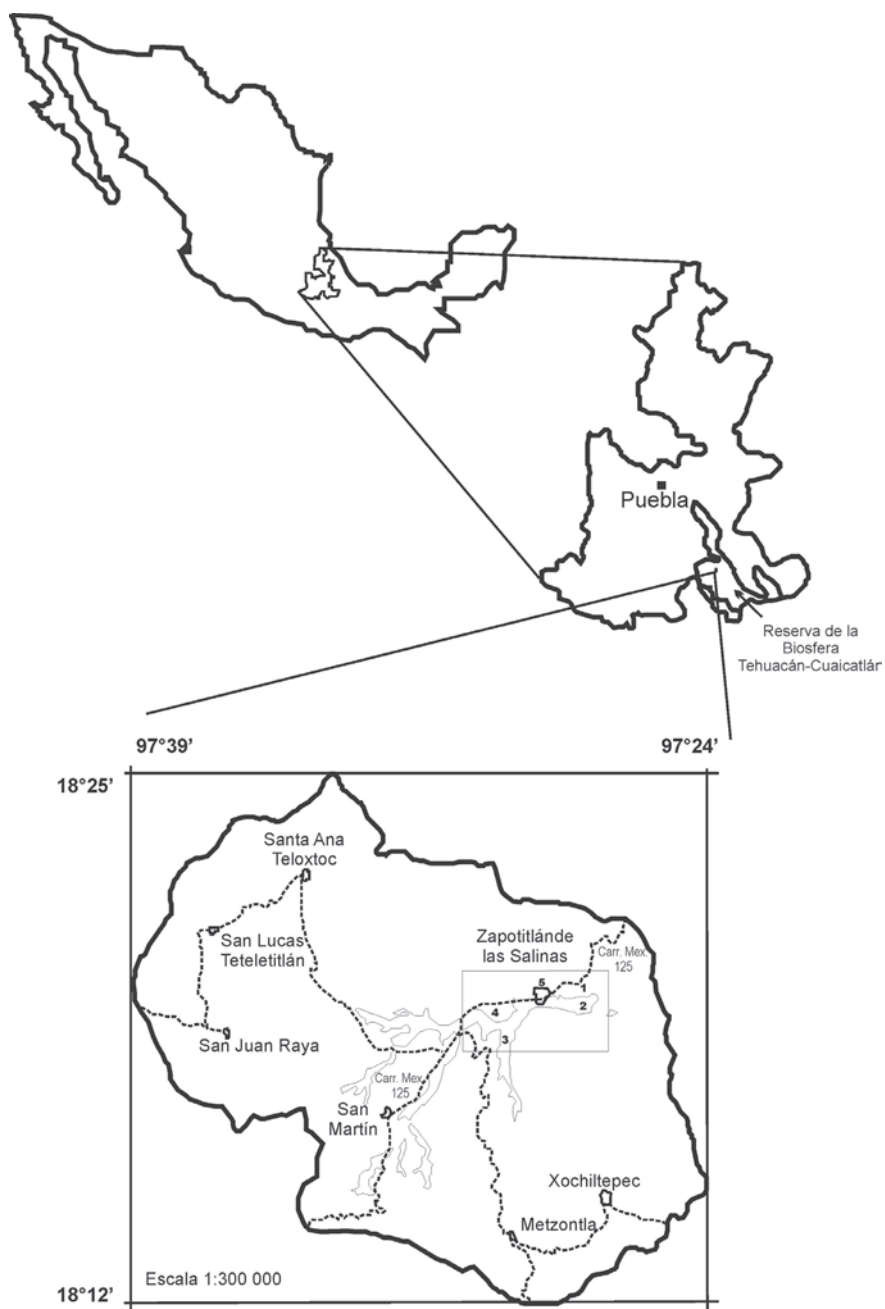 Puebla
Reserva de la
Biosfera
Tehuacán-Cuaicatlán
97°39'
97°24'
18°25'
Santa Ana
Teloxtoc
San Lucas
Teteletitlán
Zapotitlánde
las Salinas
Carr. Mex.
125
5
1
2
4
3
San Juan Raya
Carr. Mex.
125
San
Martín
Xochiltepec
Metzontla
Escala 1:300 000
18°12'